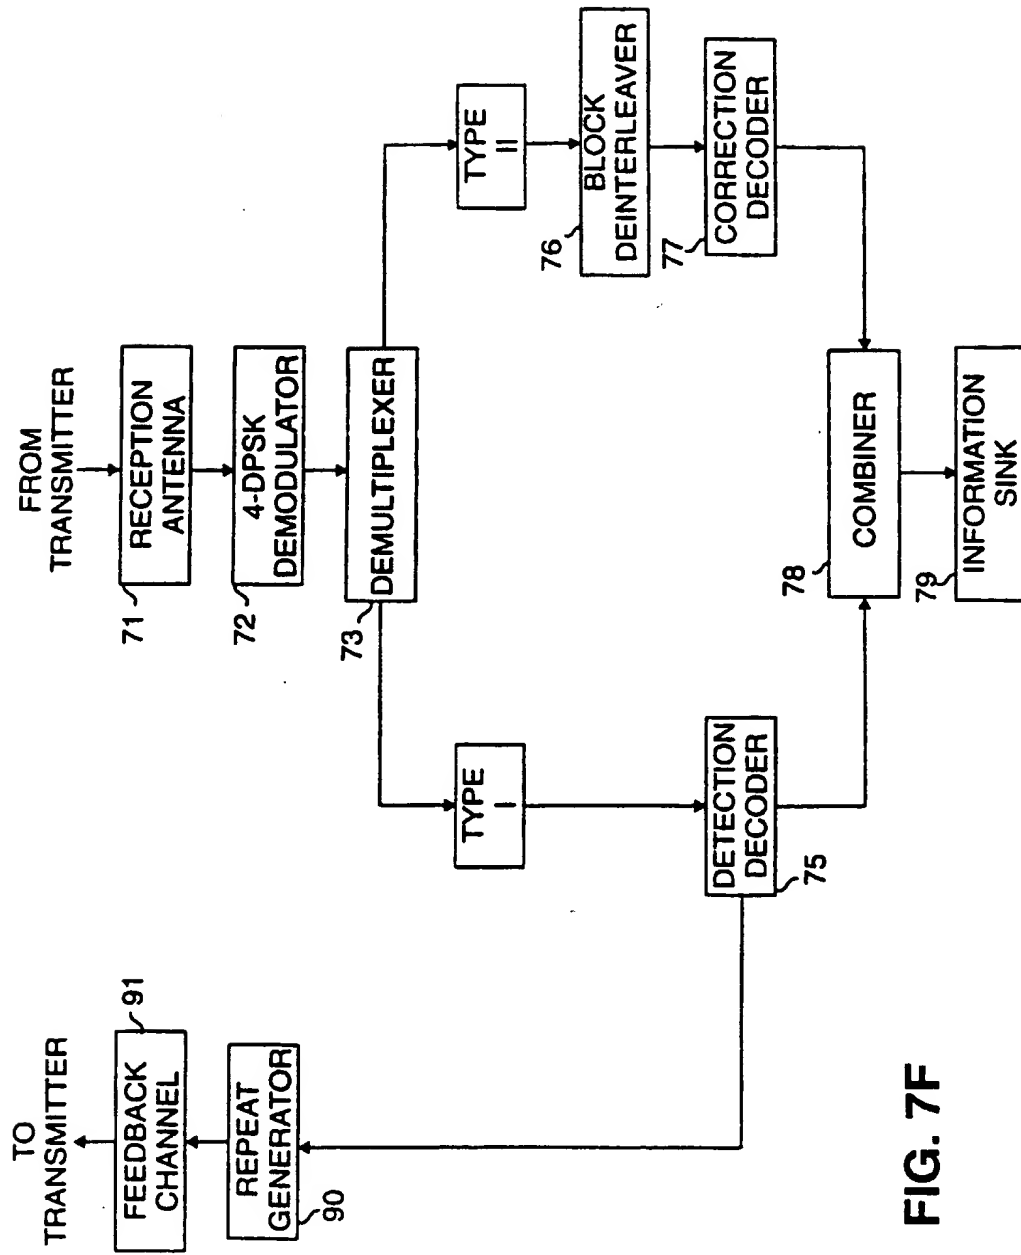 FROM
TRANSMITTER
RECEPTION
ANTENNA
71
4-DPSK
DEMODULATOR
72
DEMULTIPLEXER
73
TYPE
I
TYPE
II
BLOCK
DEINTERLEAVER
76
CORRECTION
DECODER
77
DETECTION
DECODER
75
COMBINER
78
INFORMATION
SINK
79
TO
TRANSMITTER
FEEDBACK
CHANNEL
91
REPEAT
GENERATOR
90
FIG. 7F